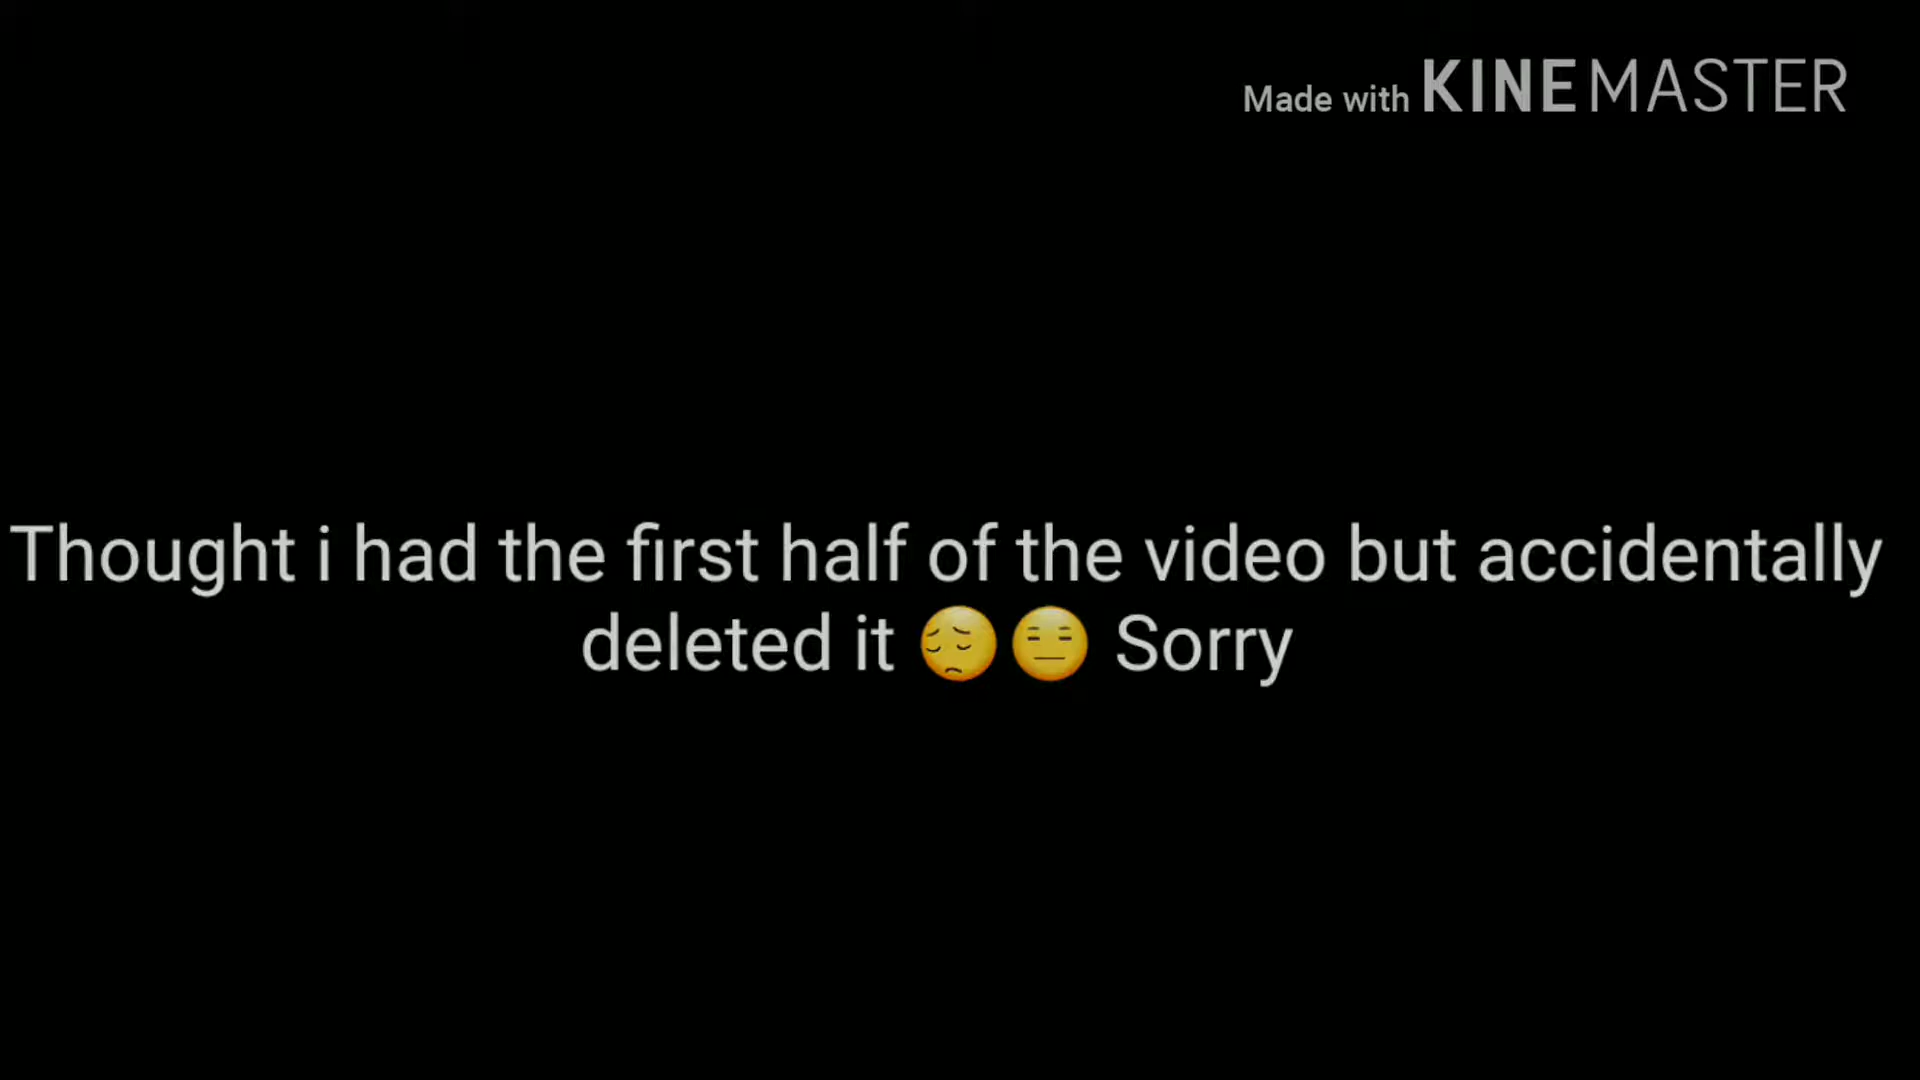 Made with KINEMASTER
Thought i had the first half of the video but accidentally
deleted it 😔😑 Sorry